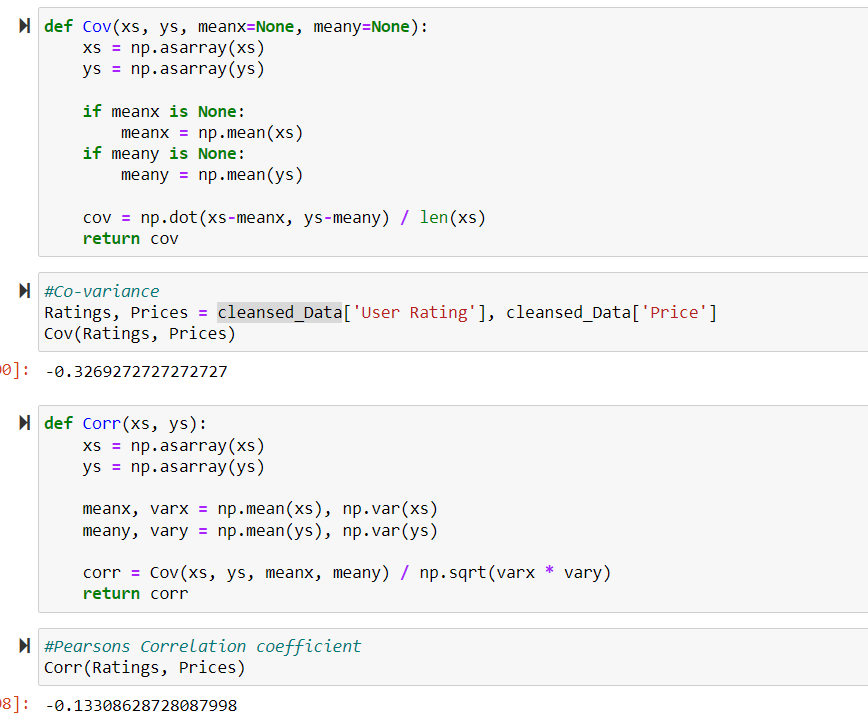 def Cov(xs, ys, meanx=None, meany=None):
    xs = np.asarray(xs)
    ys = np.asarray(ys)
    if meanx is None:
        meanx = np.mean(xs)
    if meany is None:
        meany = np.mean(ys)
    cov = np.dot(xs-meanx, ys-meany) / len(xs)
    return cov
#Co-variance
Ratings, Prices = cleansed_Data['User Rating'], cleansed_Data['Price']
Cov(Ratings, Prices)
0]: -0.3269272727272727
def Corr(xs, ys):
    xs = np.asarray(xs)
    ys = np.asarray(ys)
    meanx, varx = np.mean(xs), np.var(xs)
    meany, vary = np.mean(ys), np.var(ys)
    corr = Cov(xs, ys, meanx, meany) / np.sqrt(varx * vary)
    return corr
#Pearsons Correlation coefficient
Corr(Ratings, Prices)
8]: -0.13308628728087998